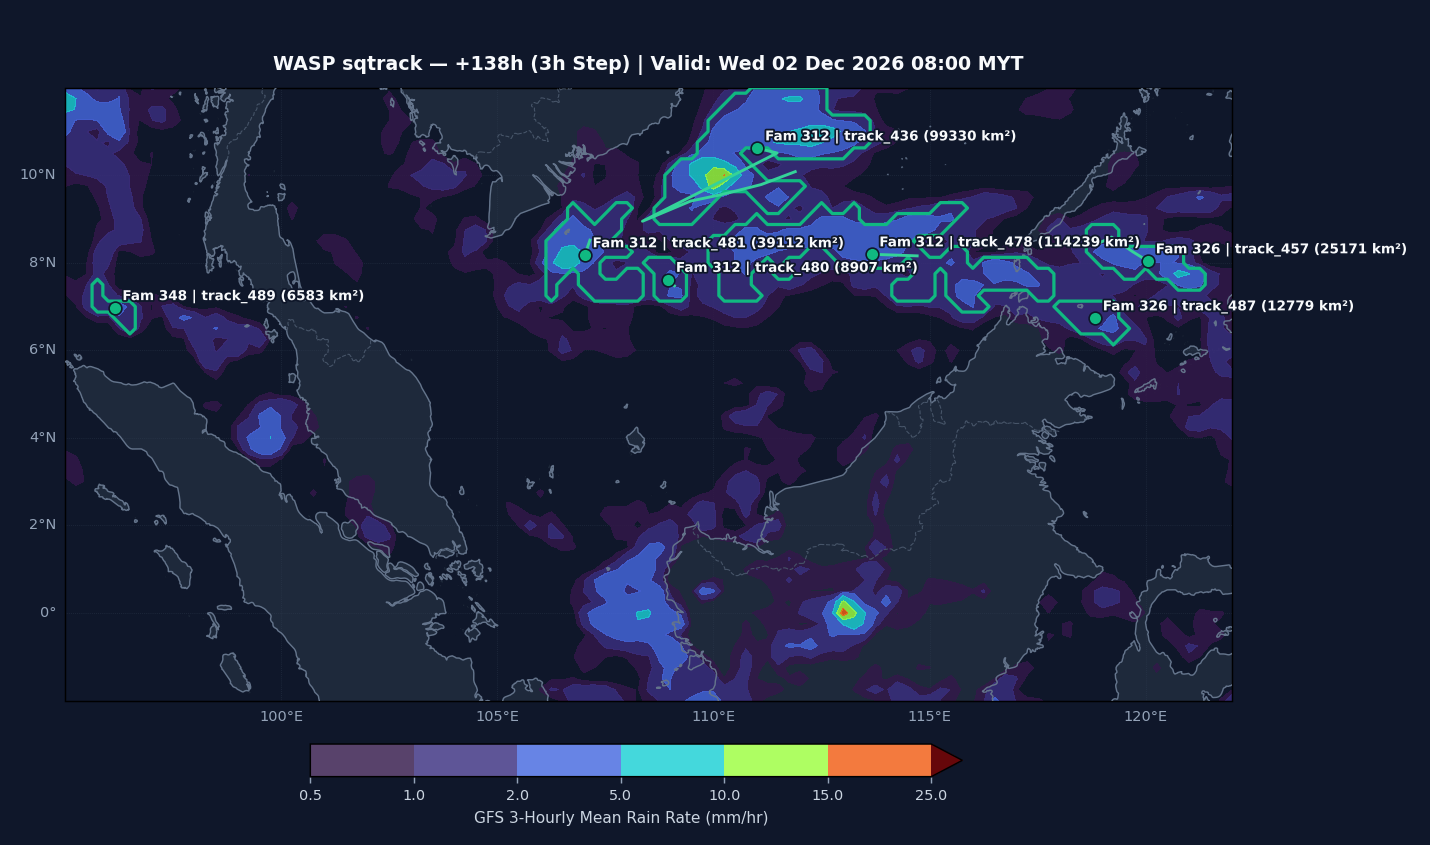 WASP sqtrack — +138h (3h Step) | Valid: Wed 02 Dec 2026 08:00 MYT
Fam 312 | track_436 (99330 km²)
10°N
Fam 312 | track_481 (39112 km²)
Fam 312 | track_478 (114239 km²)
Fam 326 | track_457 (25171 km²)
8°N
Fam 312 | track_480 (8907 km²)
Fam 348 | track_489 (6583 km²)
Fam 326 | track_487 (12779 km²)
6°N
4°N
2°N
0°
100°E
105°E
110°E
115°E
120°E
0.5
1.0
2.0
5.0
10.0
15.0
25.0
GFS 3-Hourly Mean Rain Rate (mm/hr)